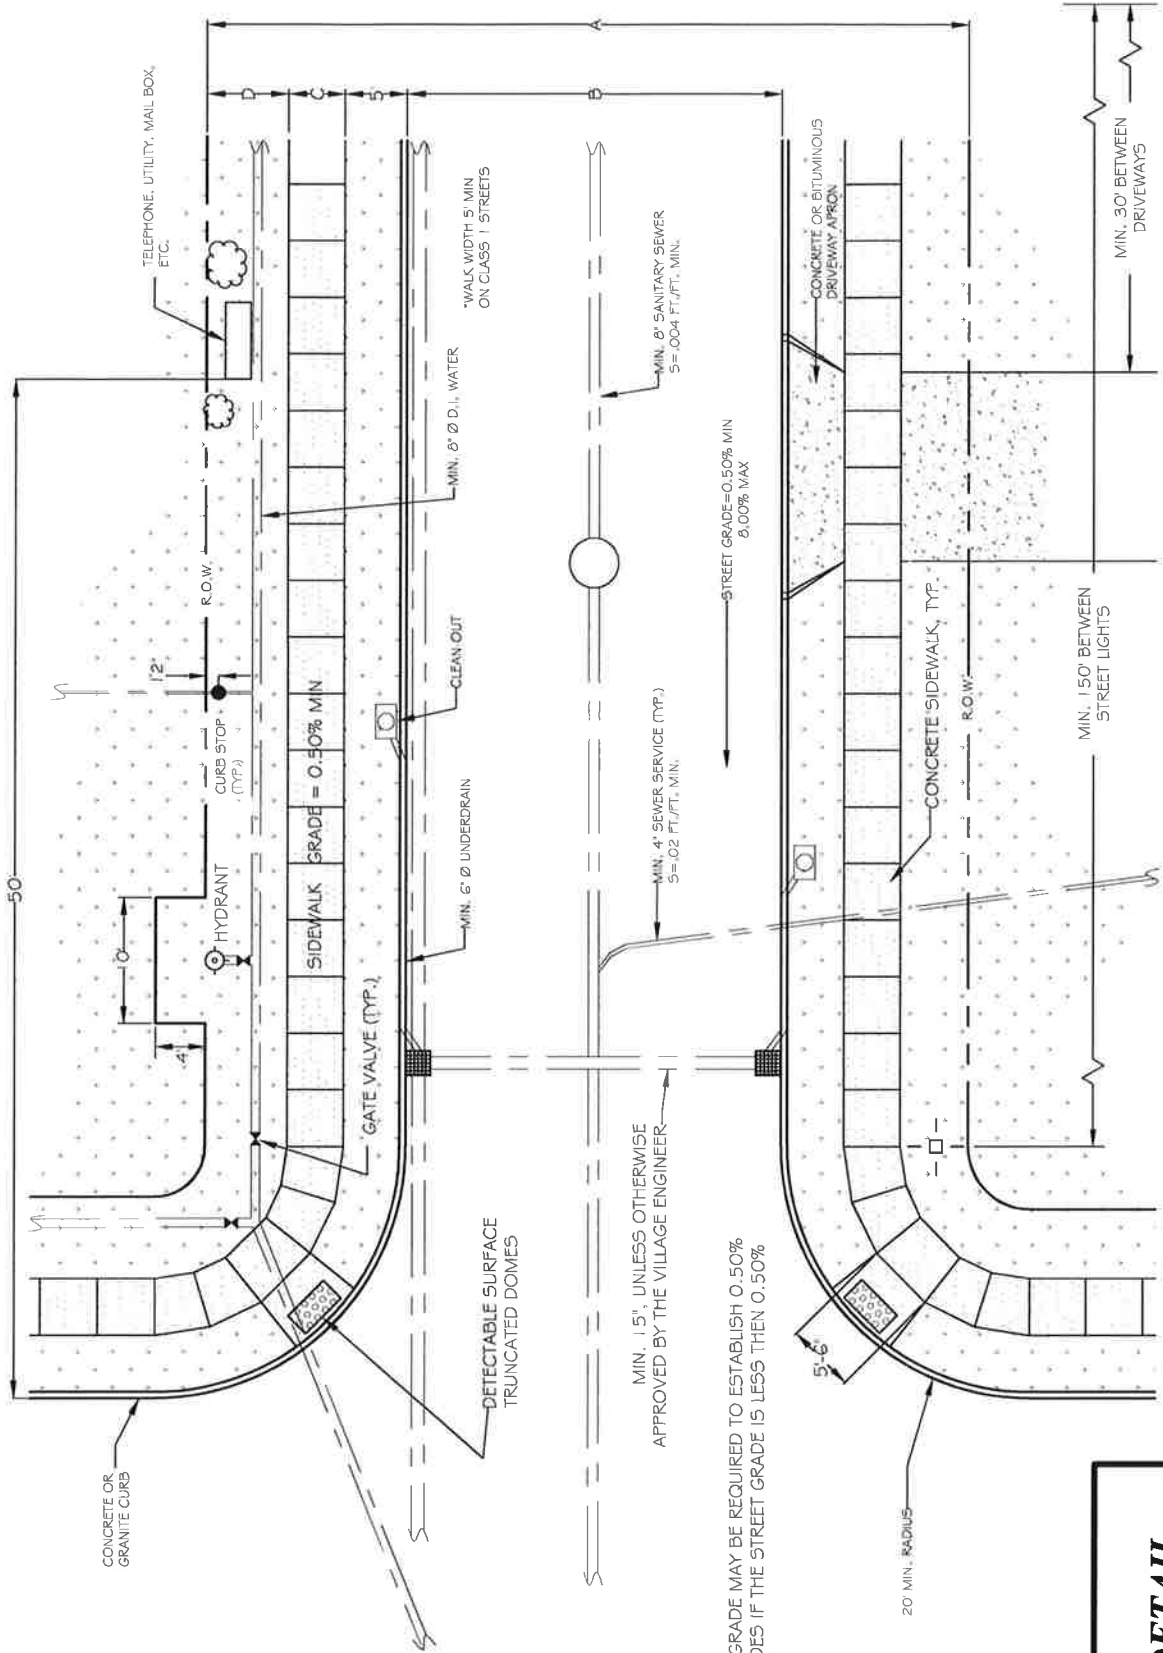 A
D
C
5'
B
TELEPHONE, UTILITY, MAIL BOX,
ETC.
*WALK WIDTH 5' MIN
ON CLASS 1 STREETS
CONCRETE OR BITUMINOUS
DRIVEWAY APRON
MIN. 30' BETWEEN
DRIVEWAYS
50'
R.O.W.
12"
CURB STOP
(TYP.)
MIN. 8" Ø D.I. WATER
MIN. 8" SANITARY SEWER
S=.004 FT./FT. MIN.
STREET GRADE=0.50% MIN
8.00% MAX
CLEAN OUT
SIDEWALK GRADE = 0.50% MIN
HYDRANT
10'
4'
MIN. 6" Ø UNDERDRAIN
MIN. 4" SEWER SERVICE (TYP.)
S=.02 FT./FT. MIN.
CONCRETE SIDEWALK, TYP.
R.O.W.
MIN. 150' BETWEEN
STREET LIGHTS
GATE VALVE (TYP.)
DETECTABLE SURFACE
TRUNCATED DOMES
MIN. 15", UNLESS OTHERWISE
APPROVED BY THE VILLAGE ENGINEER
5'-6"
CONCRETE OR
GRANITE CURB
20' MIN. RADIUS
GRADE MAY BE REQUIRED TO ESTABLISH 0.50%
DES IF THE STREET GRADE IS LESS THEN 0.50%
DETAIL